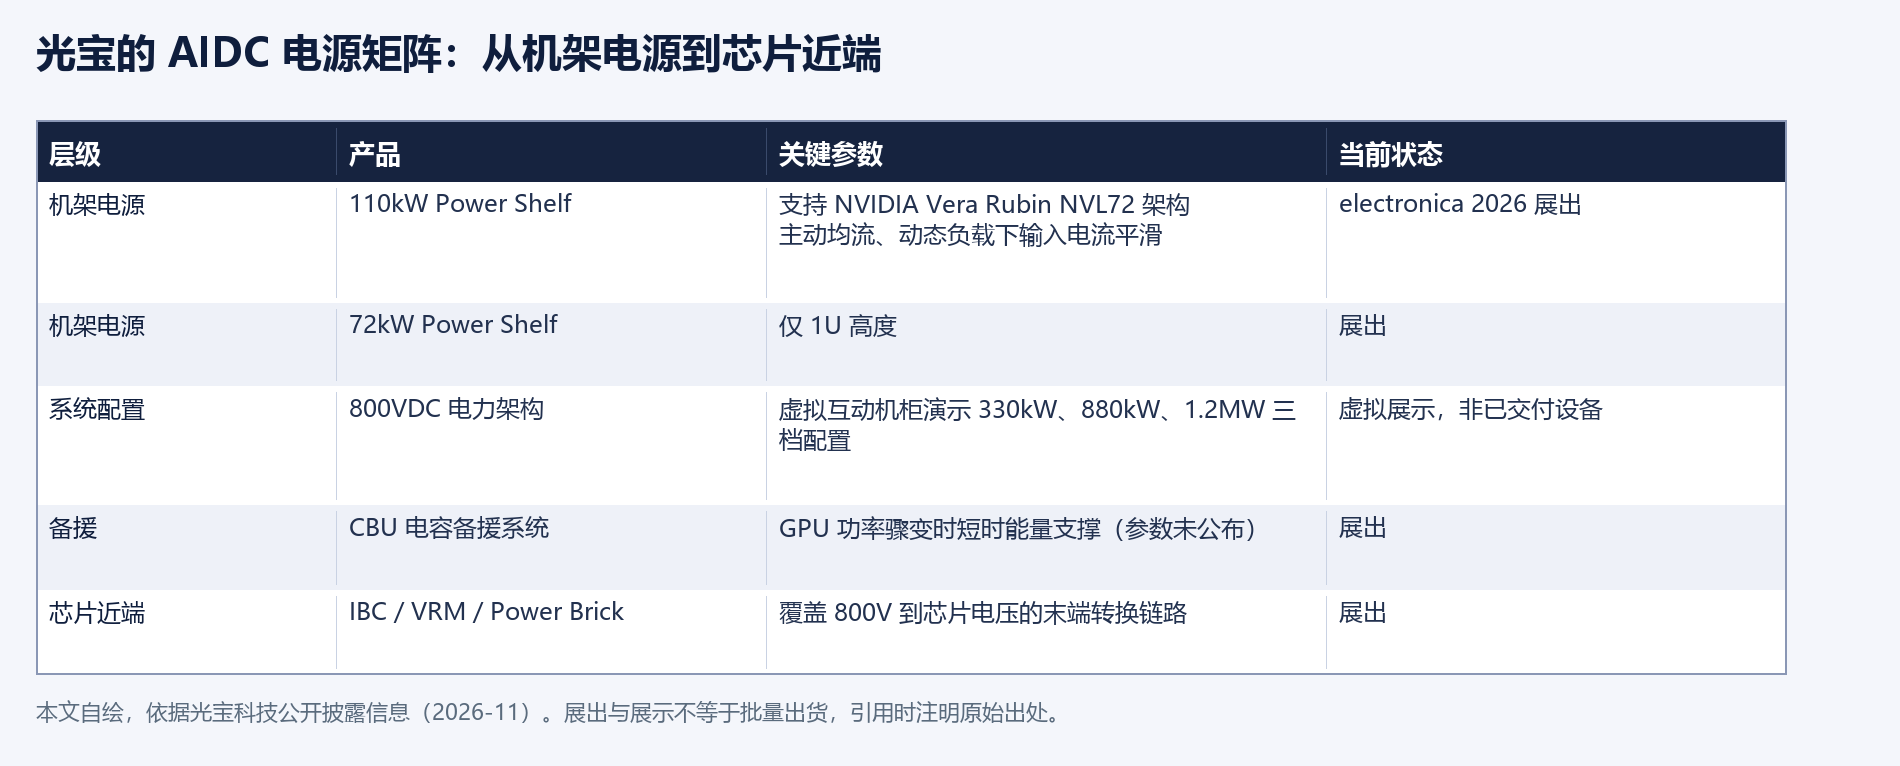 光宝的 AIDC 电源矩阵：从机架电源到芯片近端
层级 产品 关键参数 当前状态
机架电源 110kW Power Shelf 支持 NVIDIA Vera Rubin NVL72 架构 electronica 2026 展出
主动均流、动态负载下输入电流平滑
机架电源 72kW Power Shelf 仅 1U 高度 展出
系统配置 800VDC 电力架构 虚拟互动机柜演示 330kW、880kW、1.2MW 三 虚拟展示，非已交付设备
档配置
备援 CBU 电容备援系统 GPU 功率骤变时短时能量支撑（参数未公布） 展出
芯片近端 IBC / VRM / Power Brick 覆盖 800V 到芯片电压的末端转换链路 展出
本文自绘，依据光宝科技公开披露信息（2026-11）。展出与展示不等于批量出货，引用时注明原始出处。